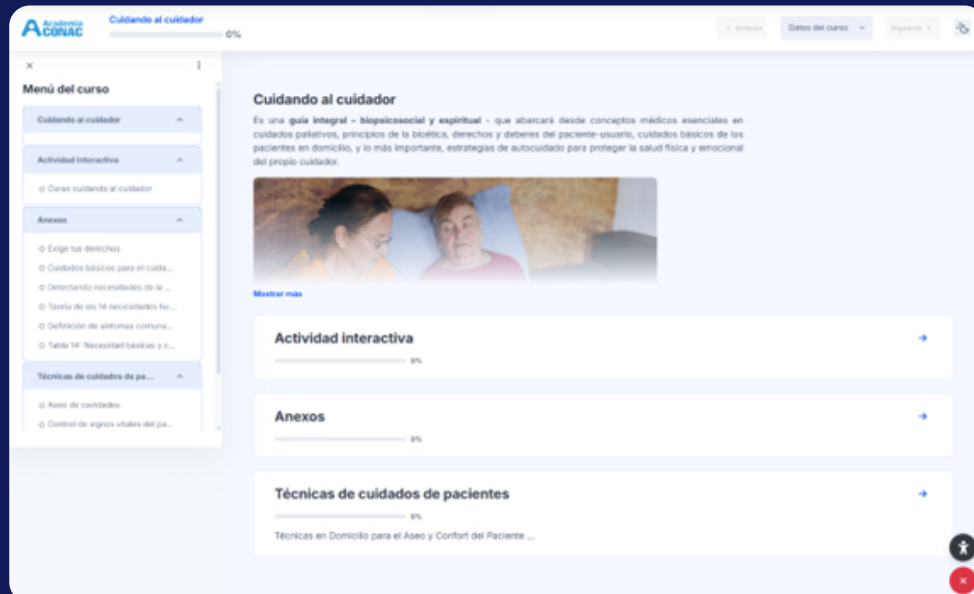 Academia
CONAC
Cuidando al cuidador
0%
Anterior
Datos del curso
Siguiente
Menú del curso
Cuidando al cuidador
Actividad interactiva
Curso cuidando al cuidador
Anexos
Exige tus derechos
Cuidados básicos para el cuida...
Detectando necesidades de la ...
Teoría de las 14 necesidades hu...
Definición de síntomas comune...
Tabla 14: Necesidad básicas y c...
Técnicas de cuidados de pa...
Aseo de cavidades
Control de signos vitales del pa...
Cuidando al cuidador
Es una guía integral – biopsicosocial y espiritual - que abarcará desde conceptos médicos esenciales en
cuidados paliativos, principios de la bioética, derechos y deberes del paciente-usuario, cuidados básicos de los
pacientes en domicilio, y lo más importante, estrategias de autocuidado para proteger la salud física y emocional
del propio cuidador.
Mostrar más
Actividad interactiva
0%
Anexos
0%
Técnicas de cuidados de pacientes
0%
Técnicas en Domicilio para el Aseo y Confort del Paciente ...